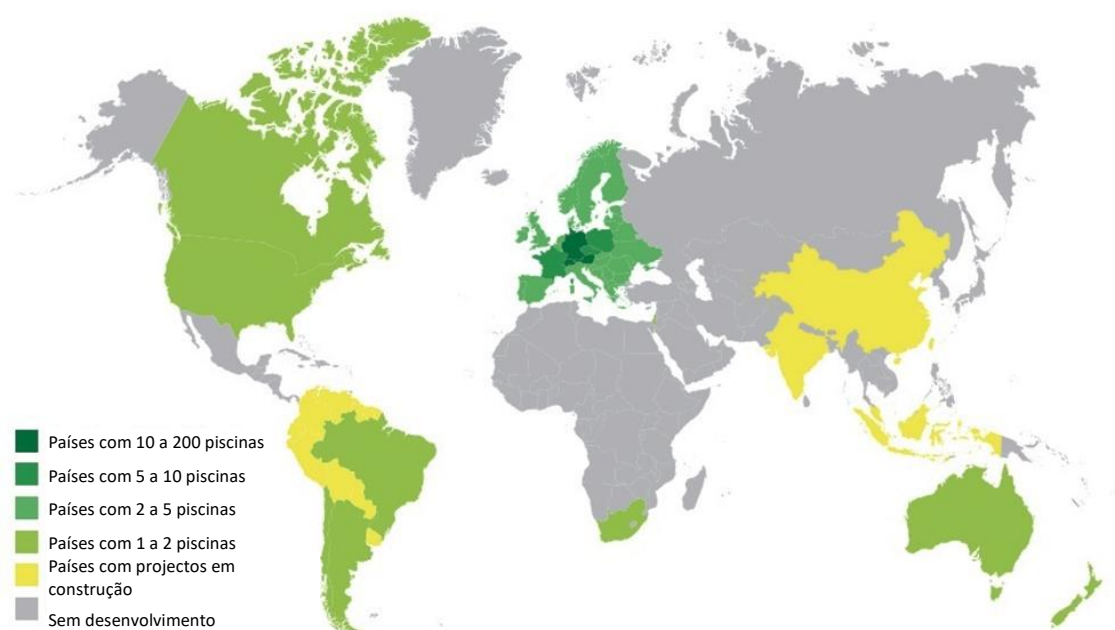 Países com 10 a 200 piscinas
Países com 5 a 10 piscinas
Países com 2 a 5 piscinas
Países com 1 a 2 piscinas
Países com projectos em
construção
Sem desenvolvimento